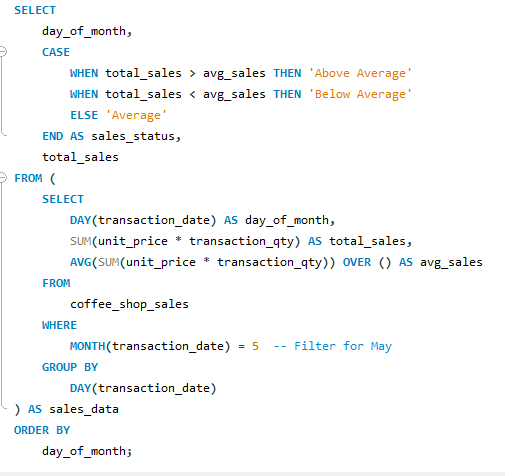 SELECT
day_of_month,
CASE
WHEN total_sales > avg_sales THEN 'Above Average'
WHEN total_sales < avg_sales THEN 'Below Average'
ELSE 'Average'
END AS sales_status,
total_sales
FROM (
SELECT
DAY(transaction_date) AS day_of_month,
SUM(unit_price * transaction_qty) AS total_sales,
AVG(SUM(unit_price * transaction_qty)) OVER () AS avg_sales
FROM
coffee_shop_sales
WHERE
MONTH(transaction_date) = 5  -- Filter for May
GROUP BY
DAY(transaction_date)
) AS sales_data
ORDER BY
day_of_month;